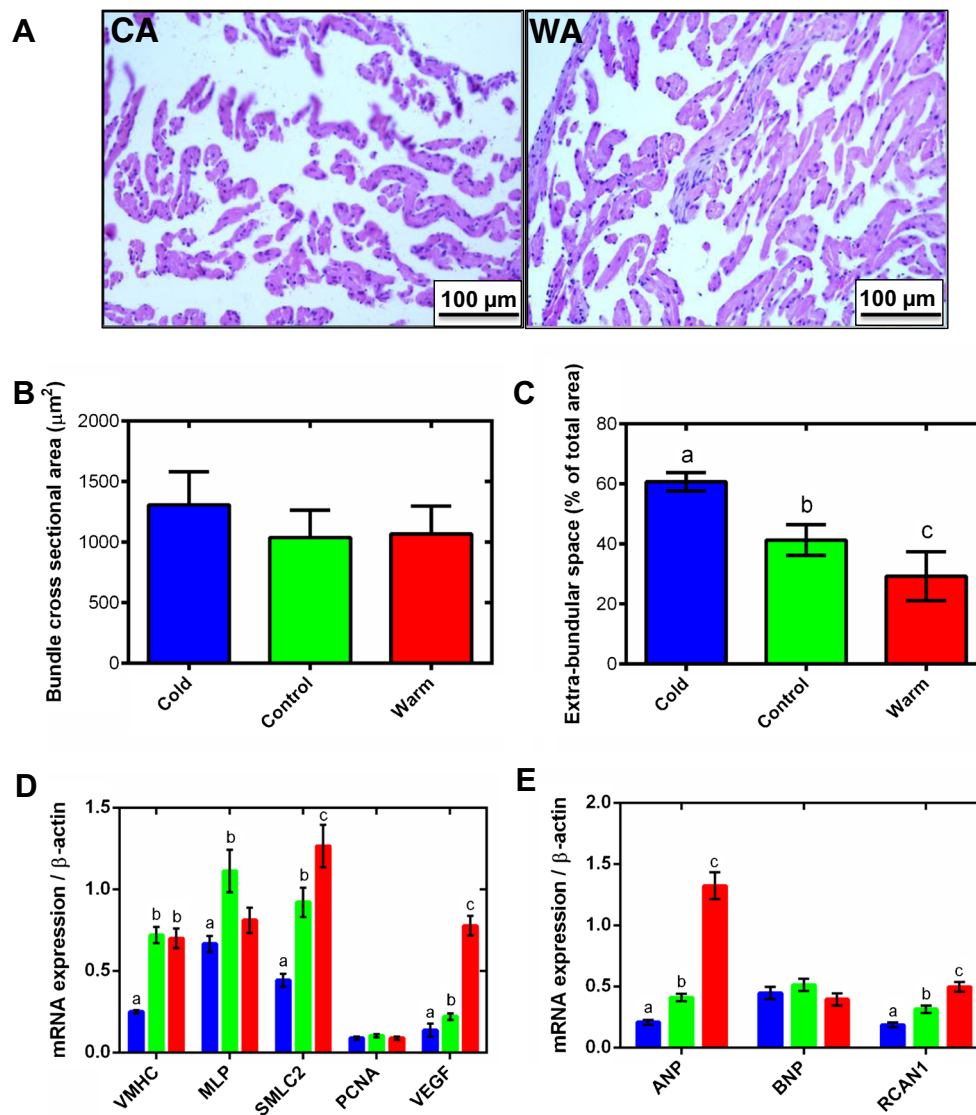 A
CA
WA
100 μm
100 μm
B
Bundle cross sectional area (μm²)
2000
1500
1000
500
0
Cold
Control
Warm
C
Extra-bundular space (% of total area)
80
60
40
20
0
a
b
c
Cold
Control
Warm
D
mRNA expression / β-actin
1.5
1.0
0.5
0.0
a
b
b
a
b
a
b
c
a
b
c
VMHC
MLP
SMLC2
PCNA
VEGF
E
mRNA expression / β-actin
2.0
1.5
1.0
0.5
0.0
a
b
c
a
b
c
ANP
BNP
RCAN1